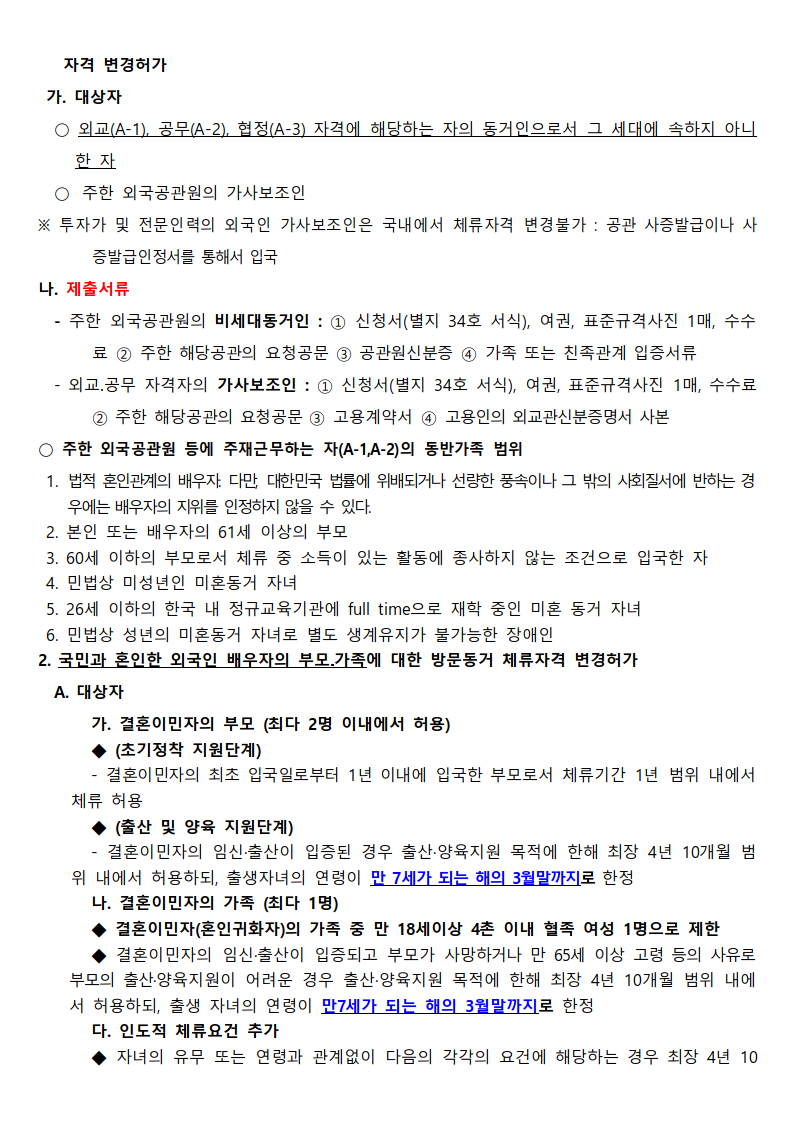 자격 변경허가
가. 대상자
○ 외교(A-1), 공무(A-2), 협정(A-3) 자격에 해당하는 자의 동거인으로서 그 세대에 속하지 아니
한 자
○ 주한 외국공관원의 가사보조인
※ 투자가 및 전문인력의 외국인 가사보조인은 국내에서 체류자격 변경불가 : 공관 사증발급이나 사
증발급인정서를 통해서 입국
나. 제출서류
- 주한 외국공관원의 비세대동거인 : ① 신청서(별지 34호 서식), 여권, 표준규격사진 1매, 수수
료 ② 주한 해당공관의 요청공문 ③ 공관원신분증 ④ 가족 또는 친족관계 입증서류
- 외교.공무 자격자의 가사보조인 : ① 신청서(별지 34호 서식), 여권, 표준규격사진 1매, 수수료
② 주한 해당공관의 요청공문 ③ 고용계약서 ④ 고용인의 외교관신분증명서 사본
○ 주한 외국공관원 등에 주재근무하는 자(A-1,A-2)의 동반가족 범위
1. 법적 혼인관계의 배우자. 다만, 대한민국 법률에 위배되거나 선량한 풍속이나 그 밖의 사회질서에 반하는 경
우에는 배우자의 지위를 인정하지 않을 수 있다.
2. 본인 또는 배우자의 61세 이상의 부모
3. 60세 이하의 부모로서 체류 중 소득이 있는 활동에 종사하지 않는 조건으로 입국한 자
4. 민법상 미성년인 미혼동거 자녀
5. 26세 이하의 한국 내 정규교육기관에 full time으로 재학 중인 미혼 동거 자녀
6. 민법상 성년의 미혼동거 자녀로 별도 생계유지가 불가능한 장애인
2. 국민과 혼인한 외국인 배우자의 부모.가족에 대한 방문동거 체류자격 변경허가
A. 대상자
가. 결혼이민자의 부모 (최다 2명 이내에서 허용)
◆ (초기정착 지원단계)
- 결혼이민자의 최초 입국일로부터 1년 이내에 입국한 부모로서 체류기간 1년 범위 내에서
체류 허용
◆ (출산 및 양육 지원단계)
- 결혼이민자의 임신·출산이 입증된 경우 출산·양육지원 목적에 한해 최장 4년 10개월 범
위 내에서 허용하되, 출생자녀의 연령이 만 7세가 되는 해의 3월말까지로 한정
나. 결혼이민자의 가족 (최다 1명)
◆ 결혼이민자(혼인귀화자)의 가족 중 만 18세이상 4촌 이내 혈족 여성 1명으로 제한
◆ 결혼이민자의 임신·출산이 입증되고 부모가 사망하거나 만 65세 이상 고령 등의 사유로
부모의 출산·양육지원이 어려운 경우 출산·양육지원 목적에 한해 최장 4년 10개월 범위 내에
서 허용하되, 출생 자녀의 연령이 만7세가 되는 해의 3월말까지로 한정
다. 인도적 체류요건 추가
◆ 자녀의 유무 또는 연령과 관계없이 다음의 각각의 요건에 해당하는 경우 최장 4년 10